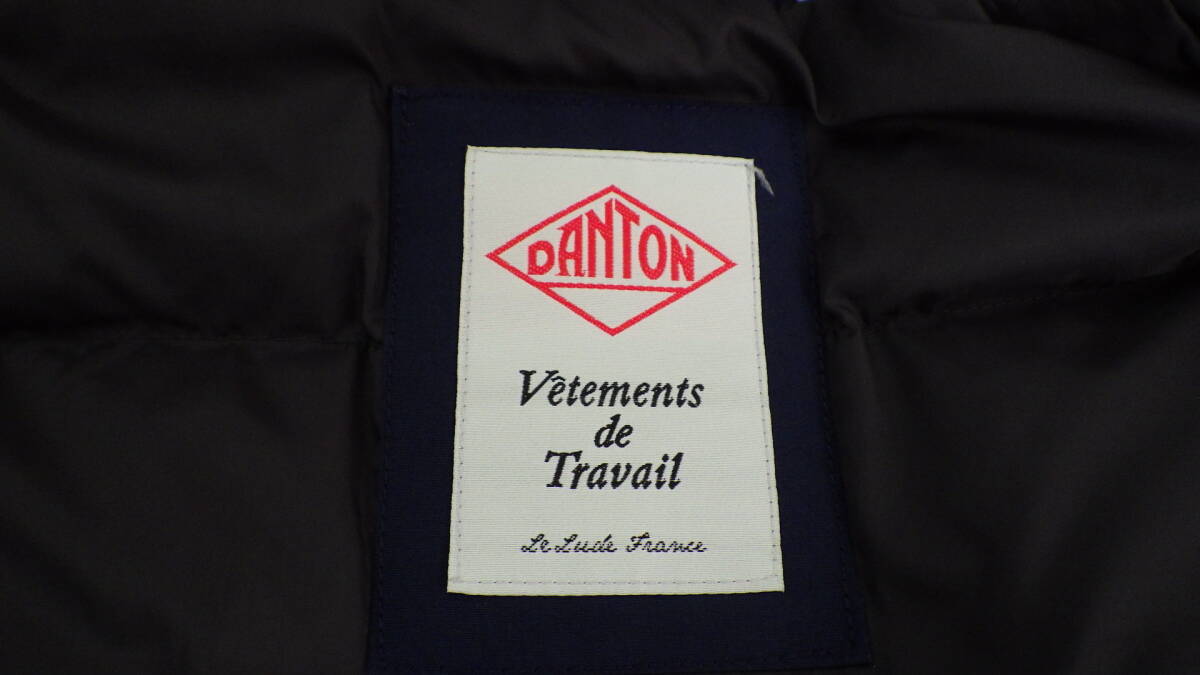 DANTON
Vêtements
de
Travail
Le Lude France